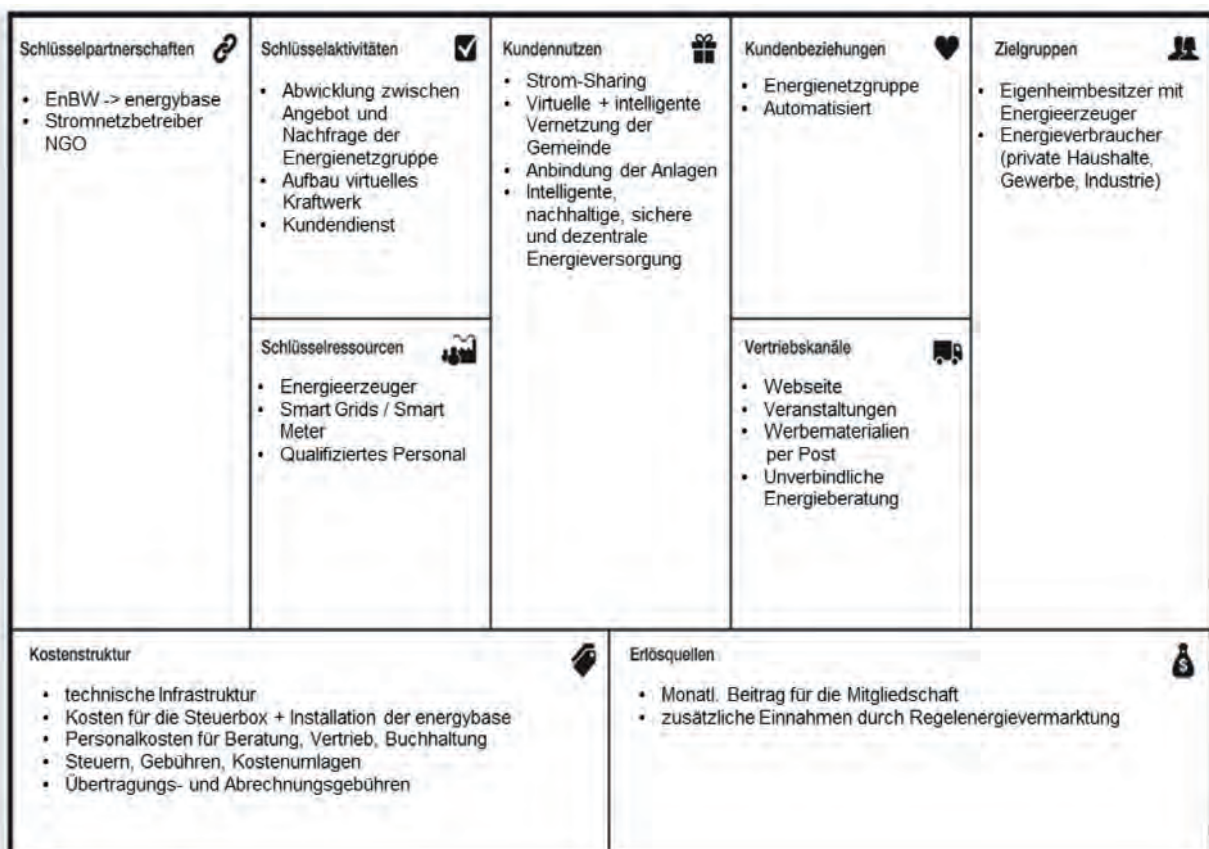 Schlüsselpartnerschaften
• EnBW -> energybase
• Stromnetzbetreiber
NGO
Schlüsselaktivitäten
• Abwicklung zwischen
Angebot und
Nachfrage der
Energienetzgruppe
• Aufbau virtuelles
Kraftwerk
• Kundendienst
Schlüsselressourcen
• Energieerzeuger
• Smart Grids / Smart
Meter
• Qualifiziertes Personal
Kundennutzen
• Strom-Sharing
• Virtuelle + intelligente
Vernetzung der
Gemeinde
• Anbindung der Anlagen
• Intelligente,
nachhaltige, sichere
und dezentrale
Energieversorgung
Kundenbeziehungen
• Energienetzgruppe
• Automatisiert
Vertriebskanäle
• Webseite
• Veranstaltungen
• Werbematerialien
per Post
• Unverbindliche
Energieberatung
Zielgruppen
• Eigenheimbesitzer mit
Energieerzeuger
• Energieverbraucher
(private Haushalte,
Gewerbe, Industrie)
Kostenstruktur
• technische Infrastruktur
• Kosten für die Steuerbox + Installation der energybase
• Personalkosten für Beratung, Vertrieb, Buchhaltung
• Steuern, Gebühren, Kostenumlagen
• Übertragungs- und Abrechnungsgebühren
Erlösquellen
$
• Monatl. Beitrag für die Mitgliedschaft
• zusätzliche Einnahmen durch Regelenergievermarktung